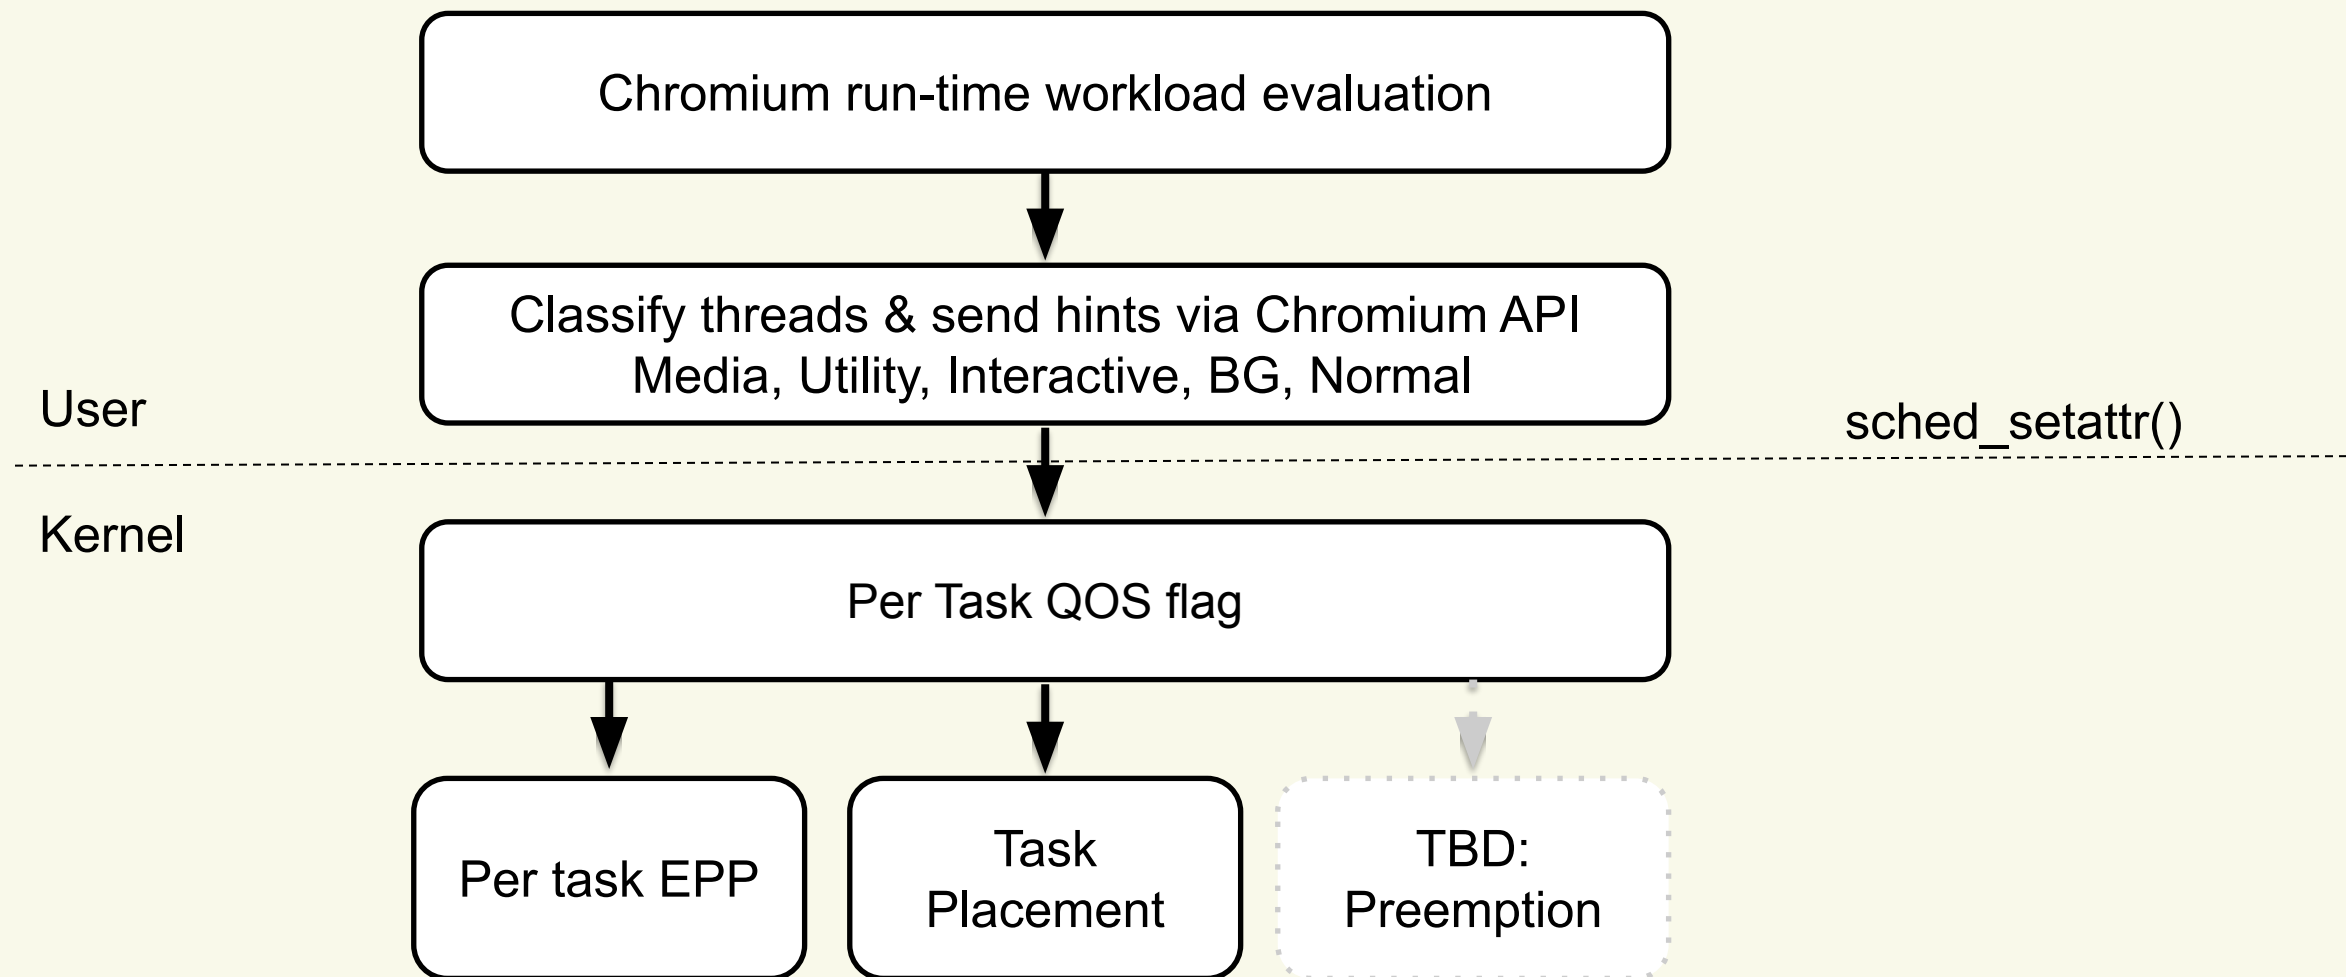 Chromium run-time workload evaluation
Classify threads & send hints via Chromium API
Media, Utility, Interactive, BG, Normal
User
sched_setattr()
Kernel
Per Task QOS flag
Per task EPP
Task
Placement
TBD:
Preemption